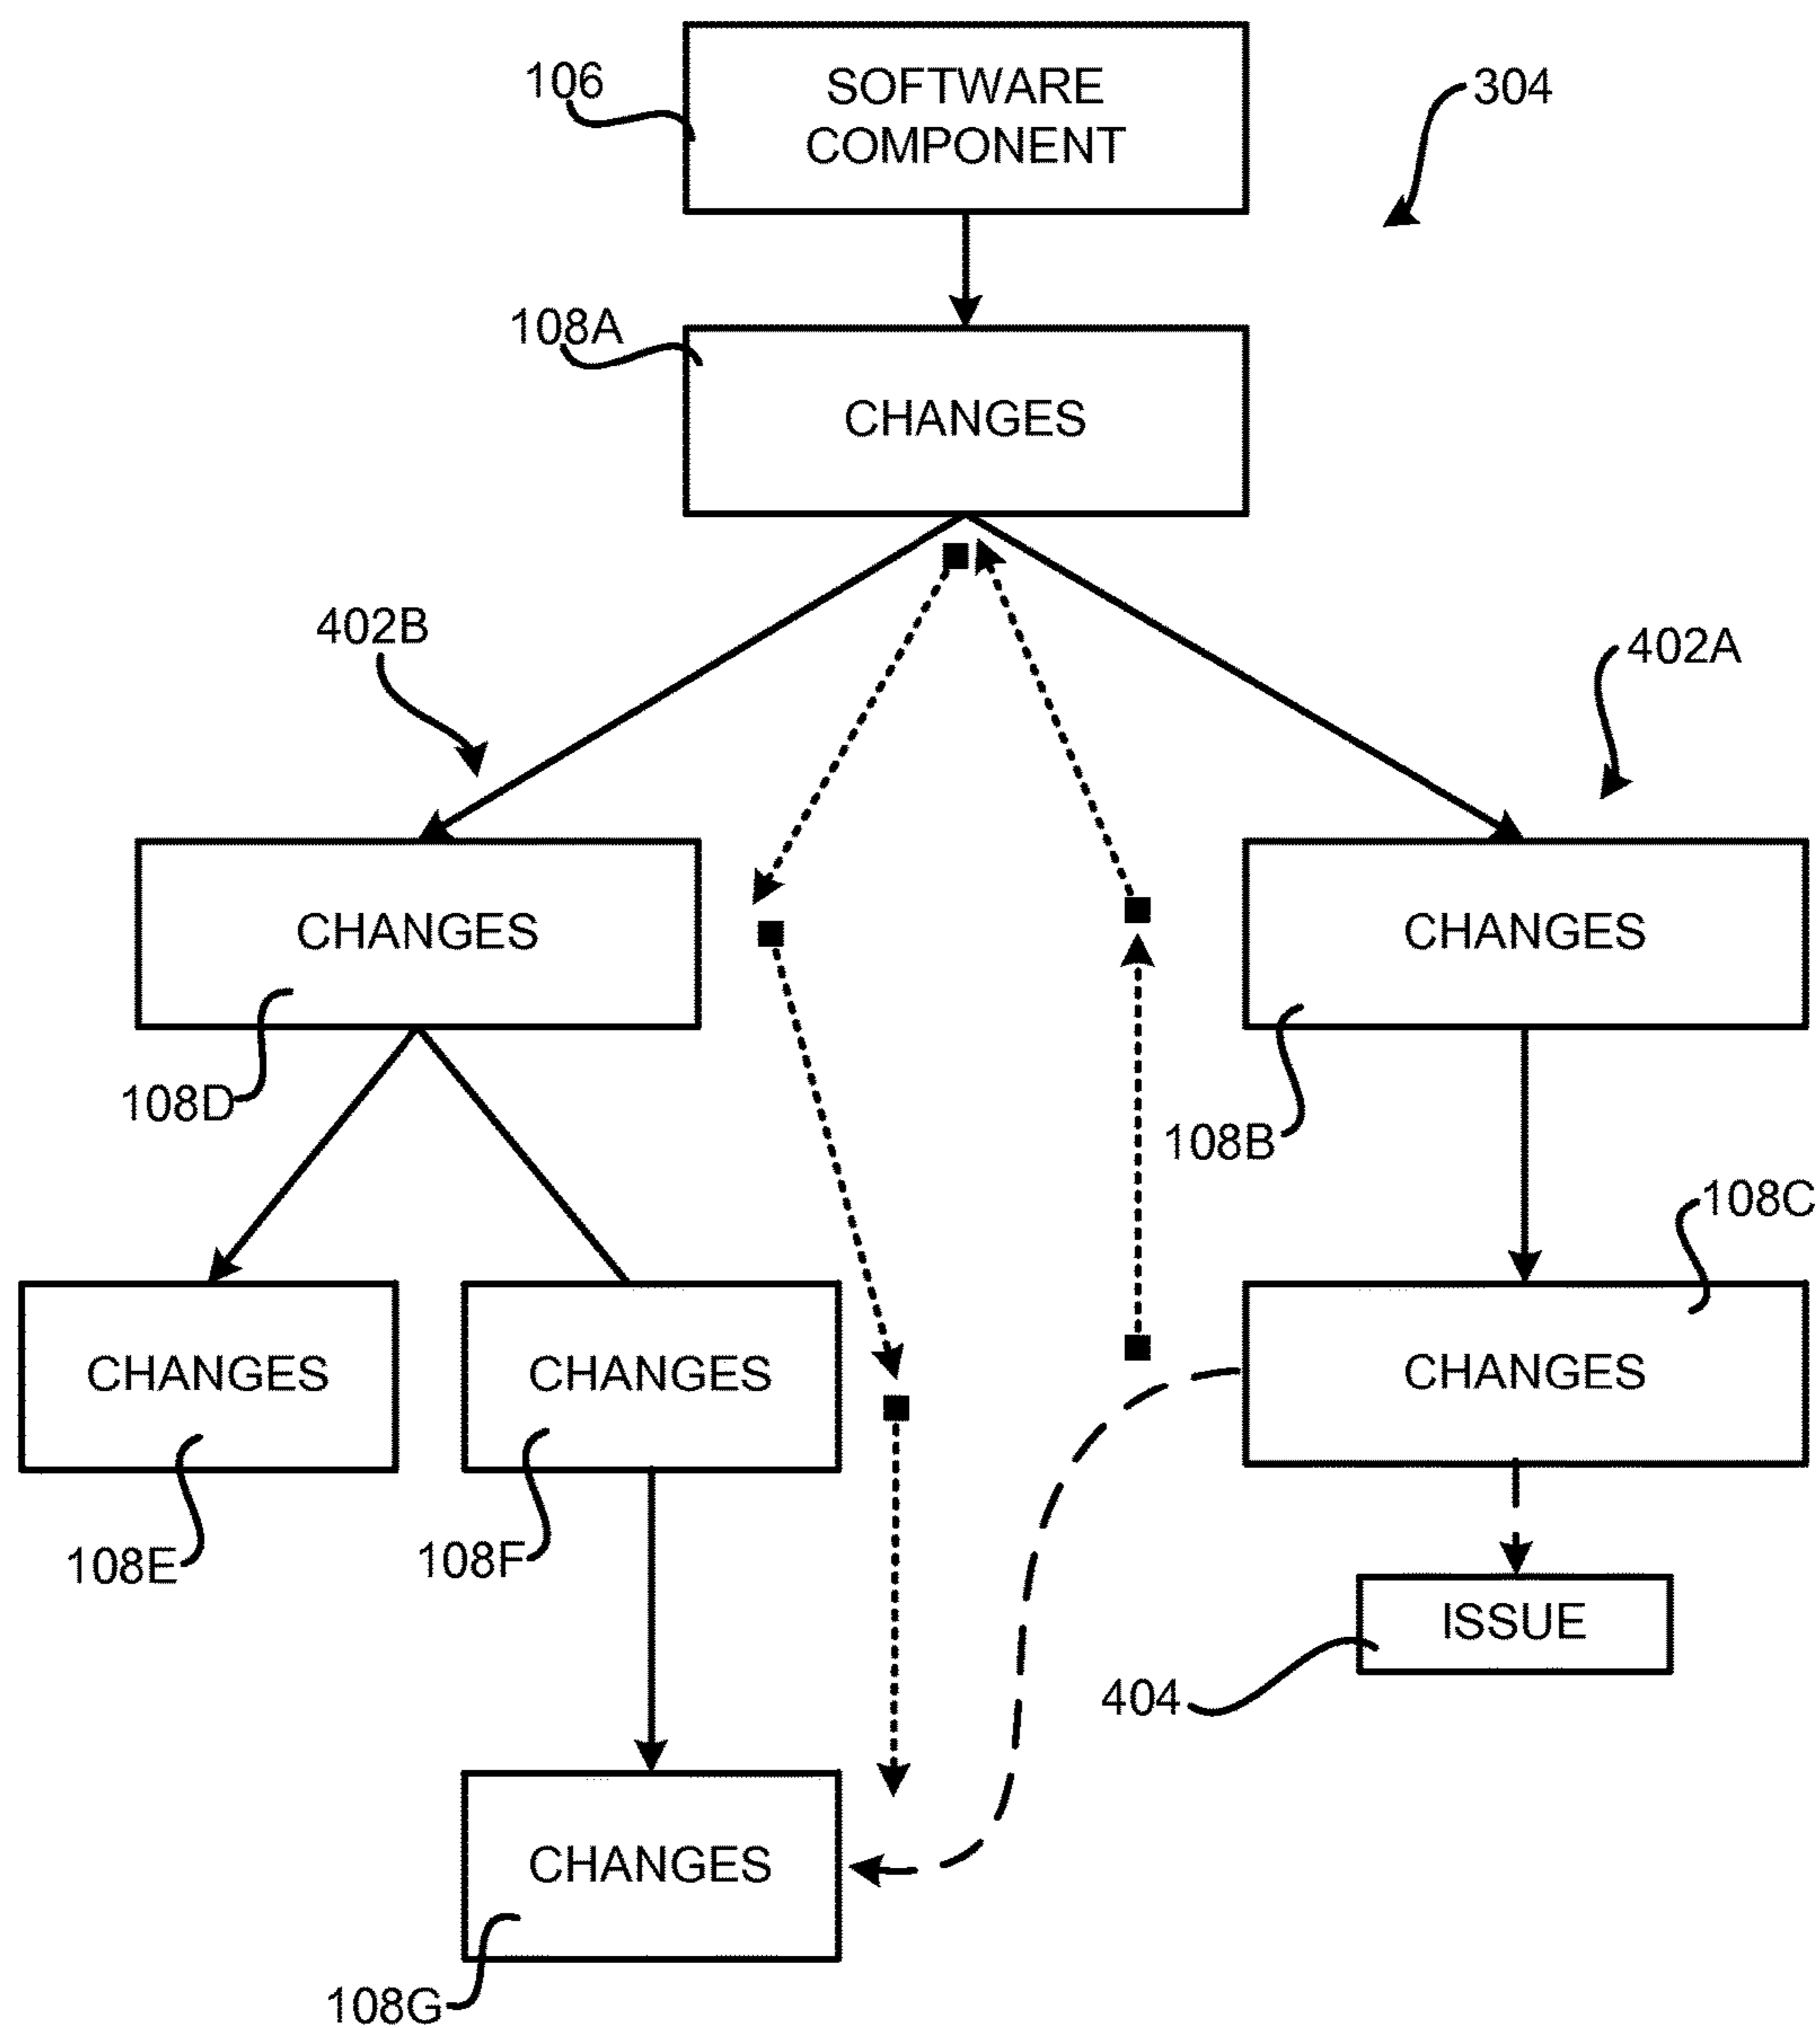 106
SOFTWARE
COMPONENT
304
108A
CHANGES
402B
402A
CHANGES
CHANGES
108D
108B
108C
CHANGES
CHANGES
CHANGES
108E
108F
ISSUE
404
CHANGES
108G